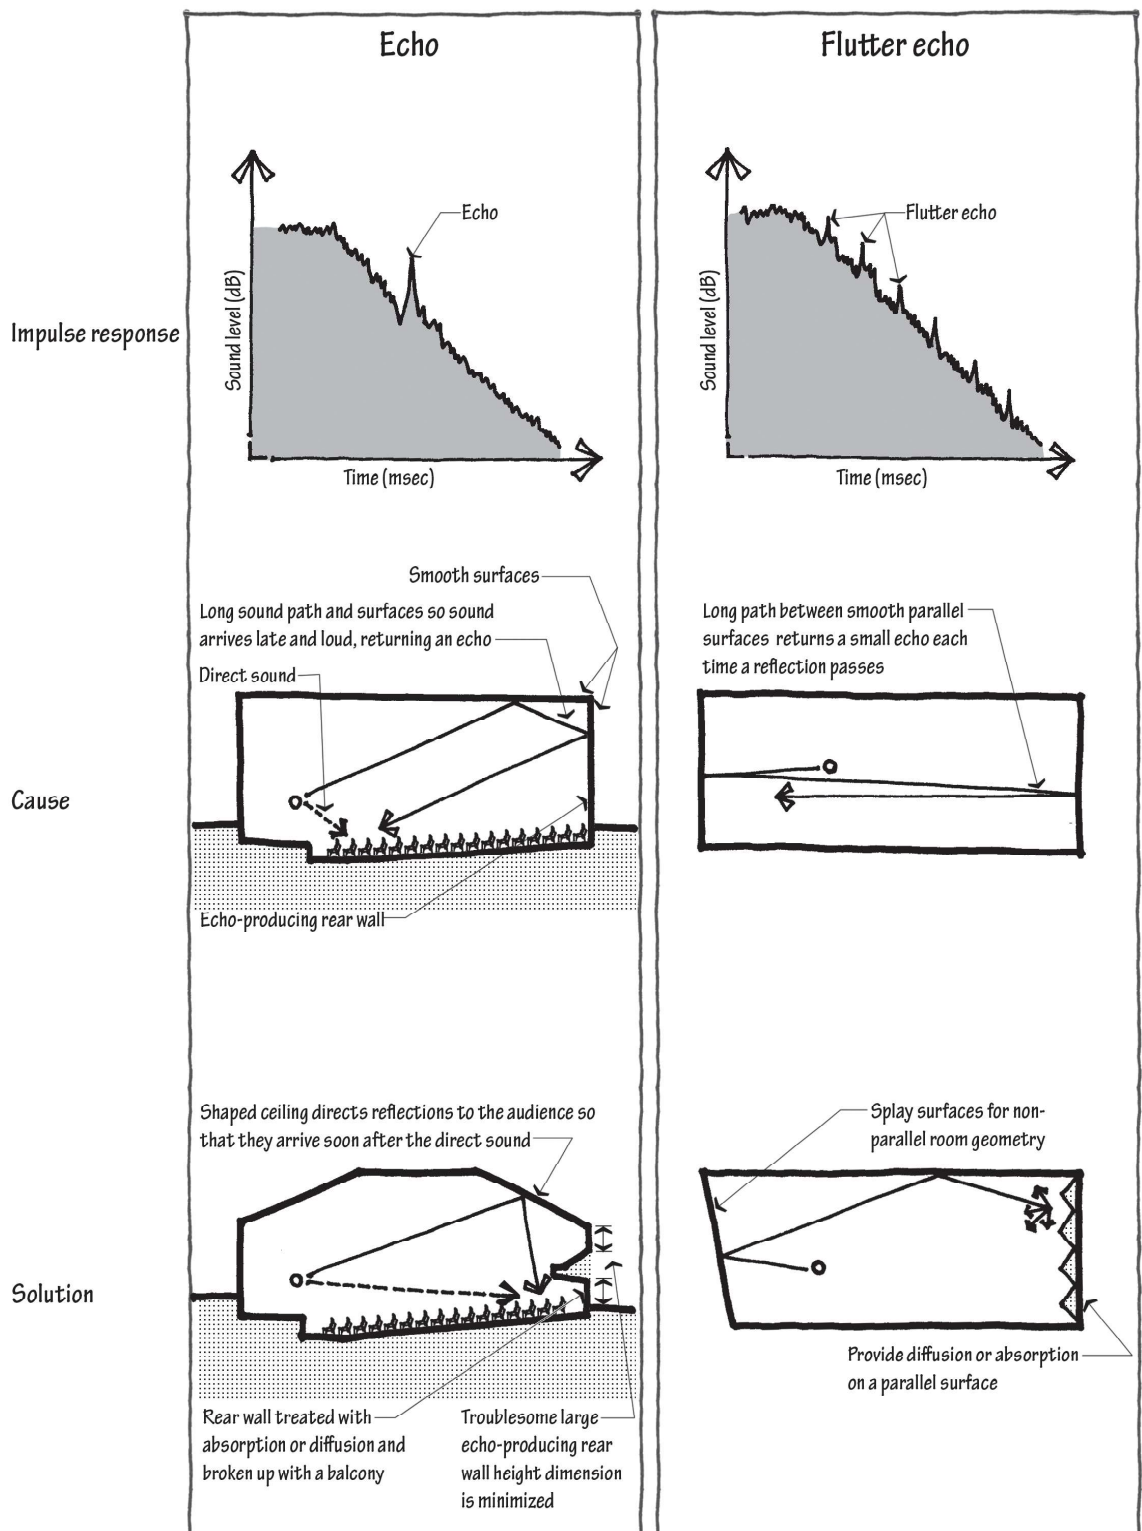 Echo
Flutter echo
Impulse response
Sound level (dB)
Echo
Time (msec)
Sound level (dB)
Flutter echo
Time (msec)
Cause
Smooth surfaces
Long sound path and surfaces so sound
arrives late and loud, returning an echo
Direct sound
Echo-producing rear wall
Long path between smooth parallel
surfaces returns a small echo each
time a reflection passes
Solution
Shaped ceiling directs reflections to the audience so
that they arrive soon after the direct sound
Rear wall treated with
absorption or diffusion and
broken up with a balcony
Troublesome large
echo-producing rear
wall height dimension
is minimized
Splay surfaces for non-
parallel room geometry
Provide diffusion or absorption
on a parallel surface